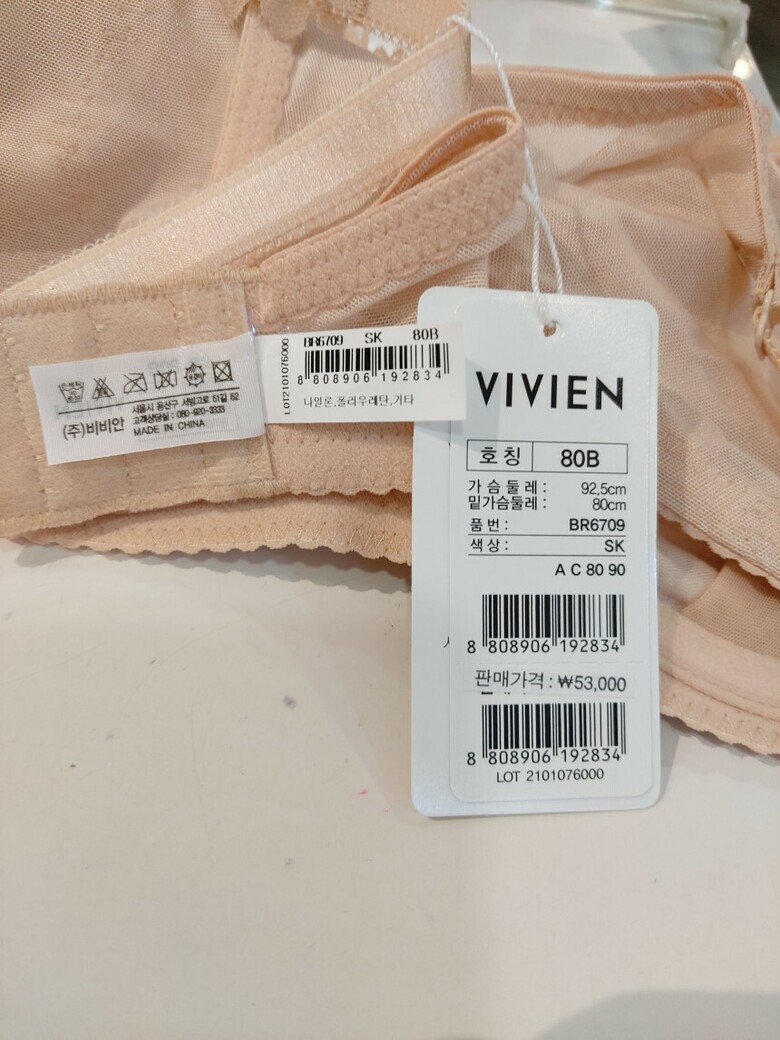 BR6709 SK 80B
8 808906 192834
LOT2101076000
나일론.폴리우레탄.기타
서울시 용산구 서빙고로 51길 52
고객상담실 : 080-920-3333
(주)비비안 MADE IN CHINA
VIVIEN
호칭 80B
가슴둘레 : 92.5cm
밑가슴둘레 : 80cm
품번 : BR6709
색상 : SK
A C 80 90
8 808906 192834
판매가격 : ₩53,000
8 808906 192834
LOT 2101076000